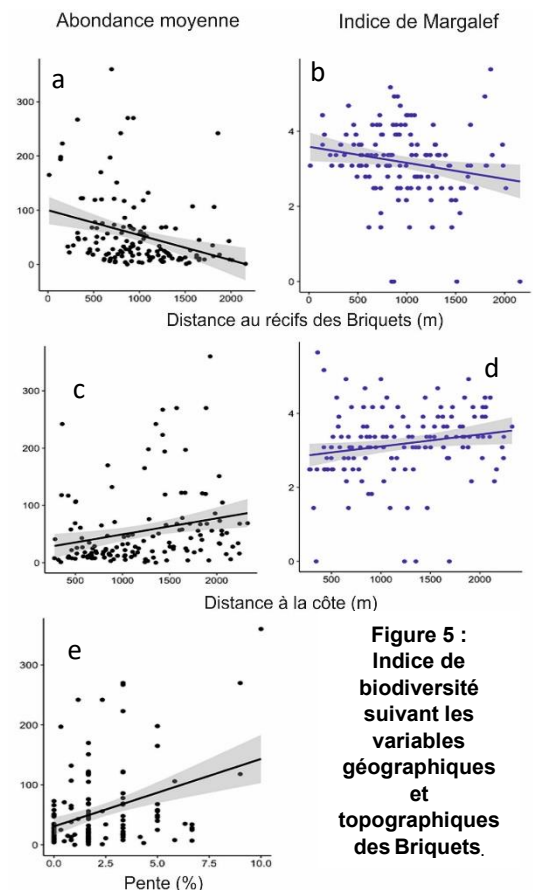 Abondance moyenne
Indice de Margalef
a
b
300
200
100
0
4
2
0
0
500
1000
1500
2000
0
500
1000
1500
2000
Distance au récifs des Briquets (m)
c
d
300
200
100
0
4
2
0
500
1000
1500
2000
500
1000
1500
2000
Distance à la côte (m)
e
300
200
100
0
0.0
2.5
5.0
7.5
10.0
Pente (%)
Figure 5 :
Indice de
biodiversité
suivant les
variables
géographiques
et
topographiques
des Briquets.